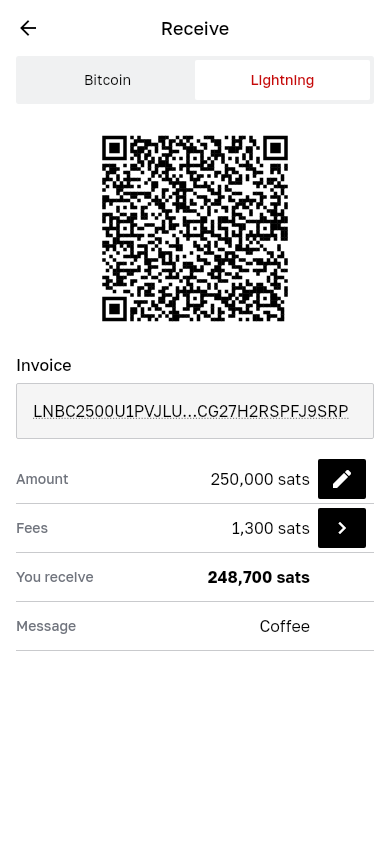 Receive
Bitcoin
Lightning
Invoice
LNBC2500U1PVJLU...CG27H2RSPFJ9SRP
Amount
250,000 sats
Fees
1,300 sats
You receive
248,700 sats
Message
Coffee